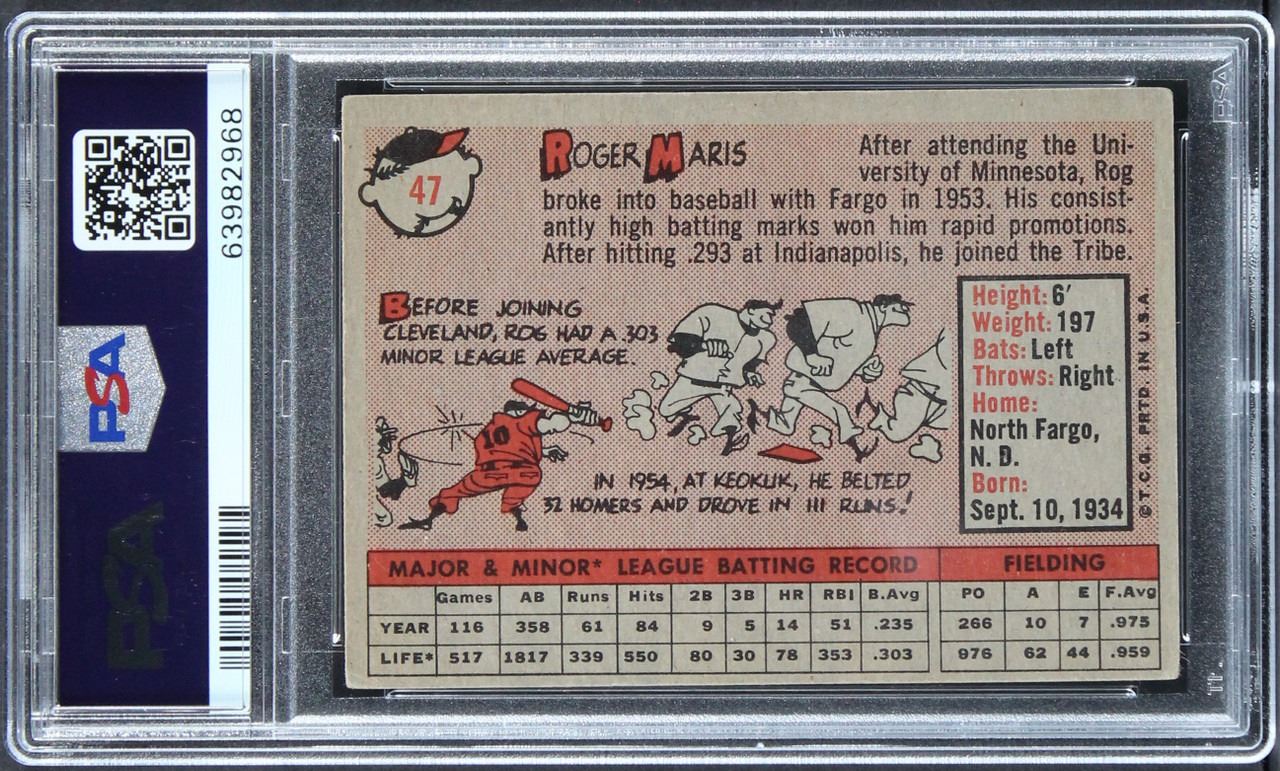 63982968
PSA
PSA
PSA
47
ROGER MARIS
After attending the Uni-
versity of Minnesota, Rog
broke into baseball with Fargo in 1953. His consist-
antly high batting marks won him rapid promotions.
After hitting .293 at Indianapolis, he joined the Tribe.
BEFORE JOINING
CLEVELAND, ROG HAD A .303
MINOR LEAGUE AVERAGE.
10
IN 1954, AT KEOKUK, HE BELTED
32 HOMERS AND DROVE IN 111 RUNS!
Height: 6′
Weight: 197
Bats: Left
Throws: Right
Home:
North Fargo,
N. D.
Born:
Sept. 10, 1934
©T.C.G. PRTD. IN U.S.A.
MAJOR & MINOR* LEAGUE BATTING RECORD FIELDING
Games AB Runs Hits 2B 3B HR RBI B.Avg PO A E F.Avg
YEAR 116 358 61 84 9 5 14 51 .235 266 10 7 .975
LIFE* 517 1817 339 550 80 30 78 353 .303 976 62 44 .959